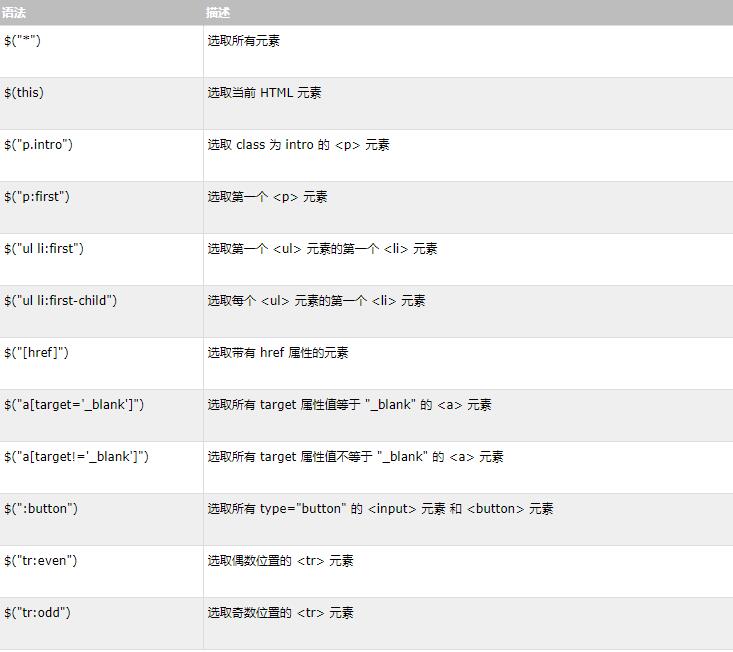 语法 描述
$("*") 选取所有元素
$(this) 选取当前 HTML 元素
$("p.intro") 选取 class 为 intro 的 <p> 元素
$("p:first") 选取第一个 <p> 元素
$("ul li:first") 选取第一个 <ul> 元素的第一个 <li> 元素
$("ul li:first-child") 选取每个 <ul> 元素的第一个 <li> 元素
$("[href]") 选取带有 href 属性的元素
$("a[target='_blank']") 选取所有 target 属性值等于 "_blank" 的 <a> 元素
$("a[target!='_blank']") 选取所有 target 属性值不等于 "_blank" 的 <a> 元素
$(":button") 选取所有 type="button" 的 <input> 元素 和 <button> 元素
$("tr:even") 选取偶数位置的 <tr> 元素
$("tr:odd") 选取奇数位置的 <tr> 元素